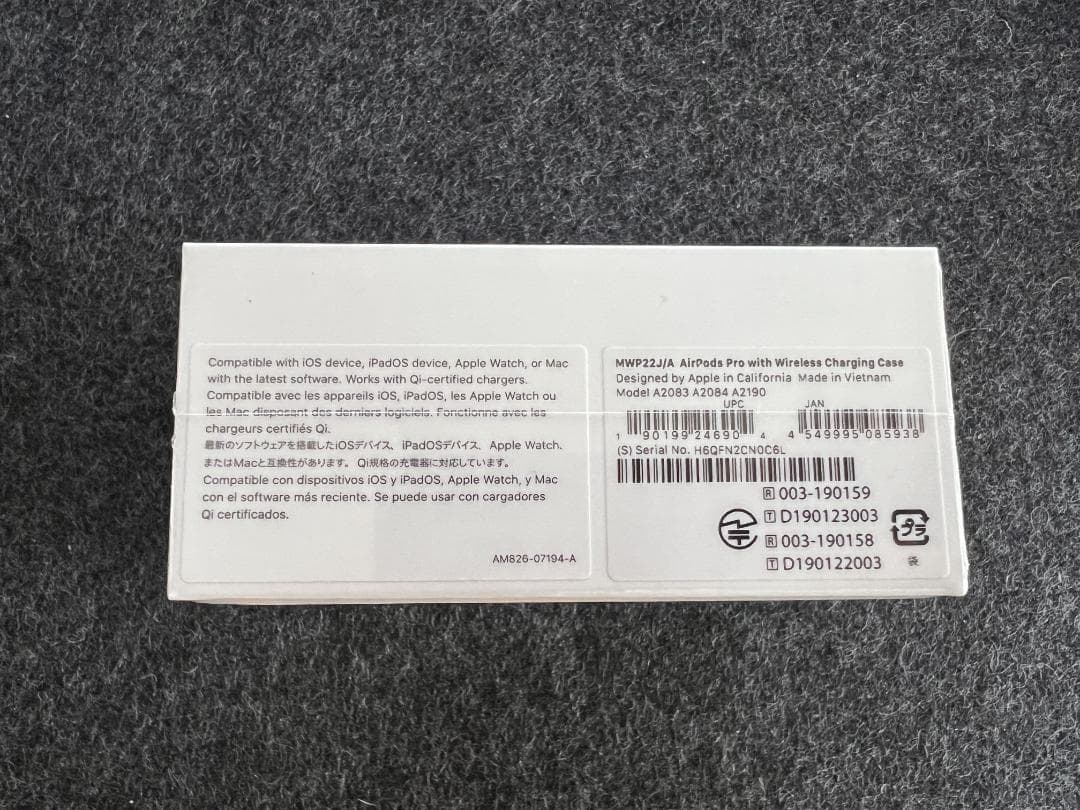 Compatible with iOS device, iPadOS device, Apple Watch, or Mac
with the latest software. Works with Qi-certified chargers.
Compatible avec les appareils iOS, iPadOS, les Apple Watch ou
les Mac disposant des derniers logiciels. Fonctionne avec les
chargeurs certifiés Qi.
最新のソフトウェアを搭載したiOSデバイス、iPadOSデバイス、Apple Watch、
またはMacと互換性があります。Qi規格の充電器に対応しています。
Compatible con dispositivos iOS y iPadOS, Apple Watch, y Mac
con el software más reciente. Se puede usar con cargadores
Qi certificados.
AM826-07194-A
MWP22J/A AirPods Pro with Wireless Charging Case
Designed by Apple in California Made in Vietnam
Model A2083 A2084 A2190
UPC JAN
1 90199 24690 4 4 549995 085938
(S) Serial No. H6QFN2CN0C6L
R 003-190159
T D190123003
R 003-190158
T D190122003
プラ
袋